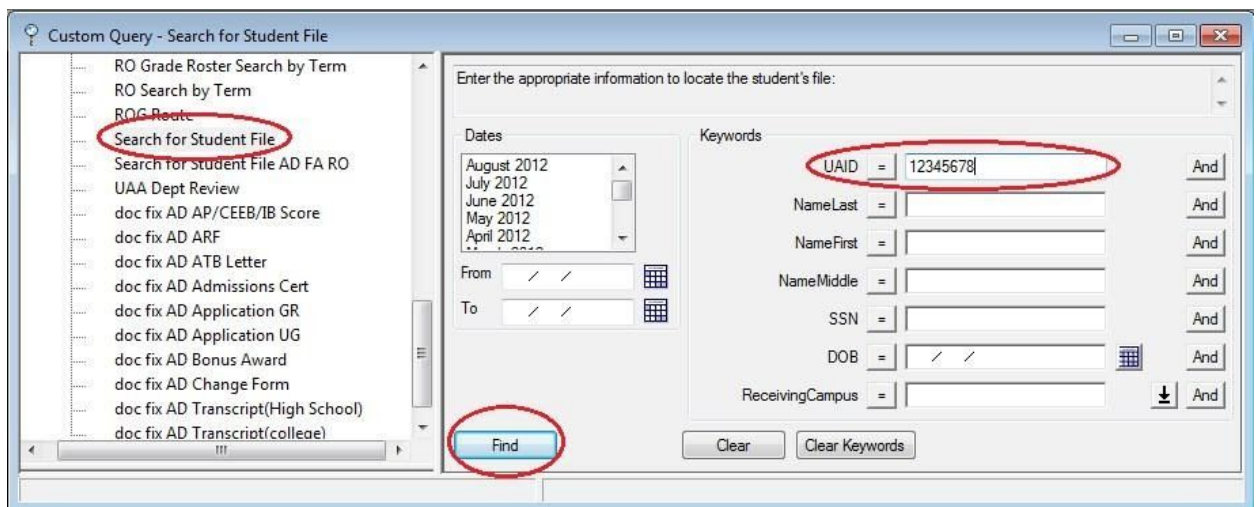 Custom Query - Search for Student File
RO Grade Roster Search by Term
RO Search by Term
ROG Route
Search for Student File
Search for Student File AD FA RO
UAA Dept Review
doc fix AD AP/CEEB/IB Score
doc fix AD ARF
doc fix AD ATB Letter
doc fix AD Admissions Cert
doc fix AD Application GR
doc fix AD Application UG
doc fix AD Bonus Award
doc fix AD Change Form
doc fix AD Transcript(High School)
doc fix AD Transcript(college)
Enter the appropriate information to locate the student's file:
Dates
August 2012
July 2012
June 2012
May 2012
April 2012
March 2012
From / /
To / /
Keywords
UAID = 12345678 And
NameLast = And
NameFirst = And
NameMiddle = And
SSN = And
DOB = / / And
ReceivingCampus = And
Find Clear Clear Keywords